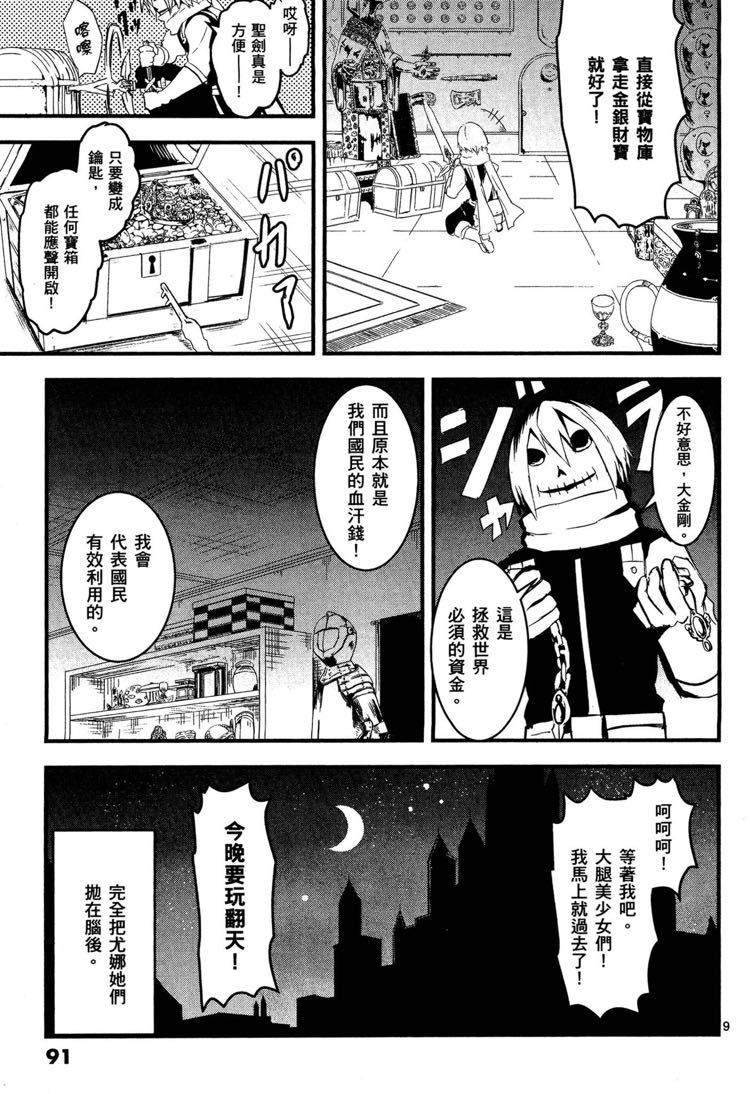 直接從寶物庫
拿走金銀財寶
就好了！
哎呀——
聖劍真是
方便——！
喀嚓
只要變成
鑰匙，
任何寶箱
都能應聲開啟！
パカァ
不好意思，大金剛。
ジジャ
這是
拯救世界
必須的資金。
而且原本就是
我們國民的血汗錢！
我會
代表國民
有效利用的。
呵呵呵！
等著我吧。
大腿美少女們！
我馬上就過去了！
今晚要玩翻天！
完全把尤娜她們
拋在腦後。
9
91